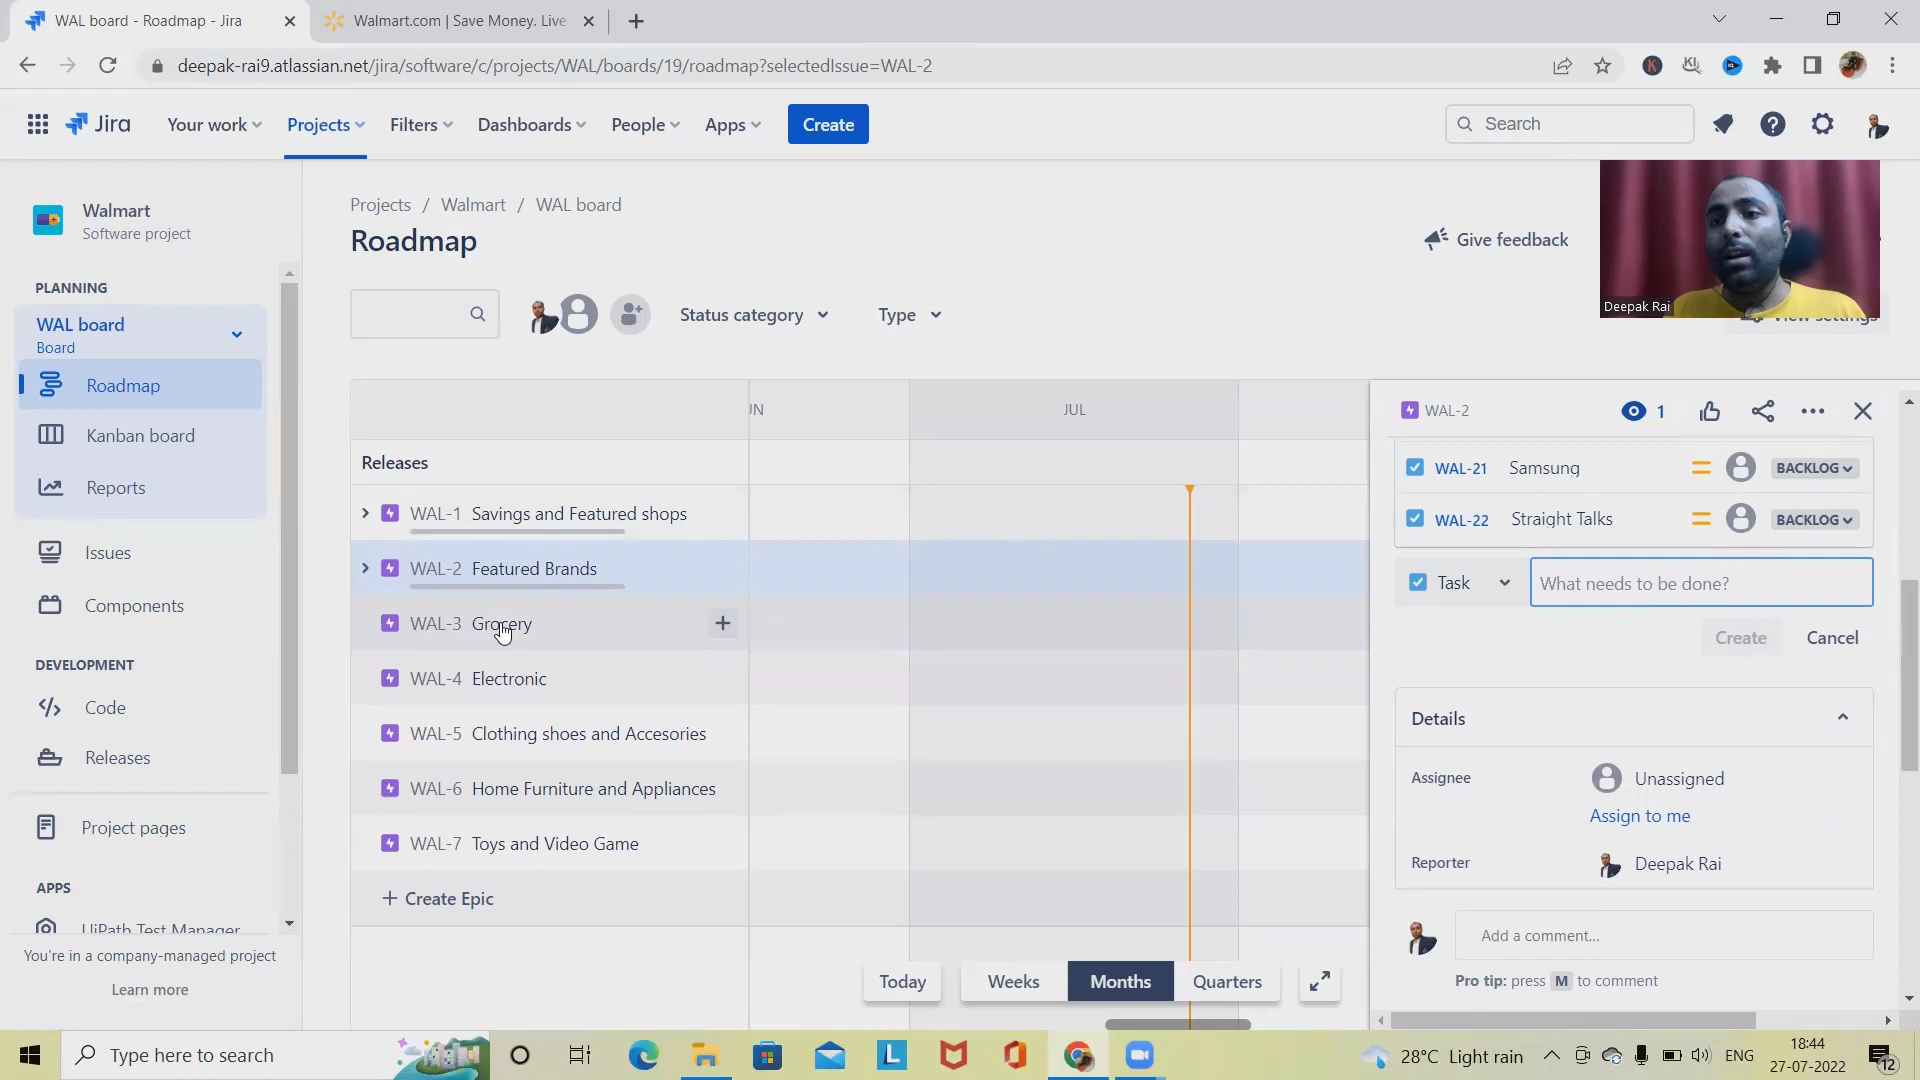 WAL board - Roadmap - Jira
Walmart.com | Save Money. Live
deepak-rai9.atlassian.net/jira/software/c/projects/WAL/boards/19/roadmap?selectedIssue=WAL-2
Jira
Your work
Projects
Filters
Dashboards
People
Apps
Create
Search
Walmart
Software project
PLANNING
WAL board
Board
Roadmap
Kanban board
Reports
Issues
Components
DEVELOPMENT
Code
Releases
Project pages
APPS
UiPath Test Manager
You're in a company-managed project
Learn more
Projects / Walmart / WAL board
Roadmap
Give feedback
Deepak Rai
View settings
Status category
Type
JUL
Releases
WAL-1 Savings and Featured shops
WAL-2 Featured Brands
WAL-3 Grocery
WAL-4 Electronic
WAL-5 Clothing shoes and Accesories
WAL-6 Home Furniture and Appliances
WAL-7 Toys and Video Game
+ Create Epic
Today
Weeks
Months
Quarters
WAL-2
1
WAL-21 Samsung BACKLOG
WAL-22 Straight Talks BACKLOG
Task
What needs to be done?
Create
Cancel
Details
Assignee
Unassigned
Assign to me
Reporter
Deepak Rai
Add a comment...
Pro tip: press M to comment
Type here to search
28°C Light rain
ENG
18:44
27-07-2022
12